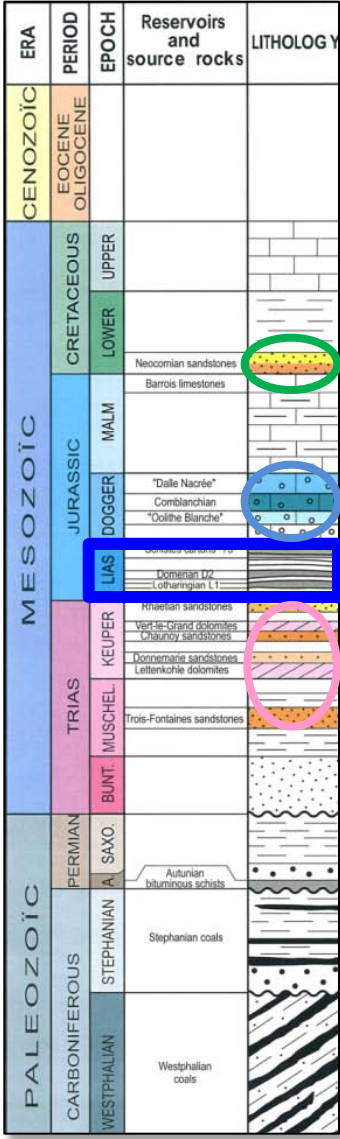 ERA
PERIOD
EPOCH
Reservoirs
and
source rocks
LITHOLOGY
CENOZOÏC
EOCENE
OLIGOCENE
MESOZOÏC
CRETACEOUS
UPPER
LOWER
Neocomian sandstones
JURASSIC
MALM
Barrois limestones
DOGGER
"Dalle Nacrée"
Comblanchian
"Oolithe Blanche"
LIAS
Domerian D2
Lotharingian L1
TRIAS
KEUPER
Rhaetian sandstones
Vert-le-Grand dolomites
Chaunoy sandstones
Donnemarie sandstones
Lettenkohle dolomites
MUSCHEL.
Trois-Fontaines sandstones
BUNT.
PALEOZOÏC
PERMIAN
SAXO.
A.
Autunian
bituminous schists
CARBONIFEROUS
STEPHANIAN
Stephanian coals
WESTPHALIAN
Westphalian
coals